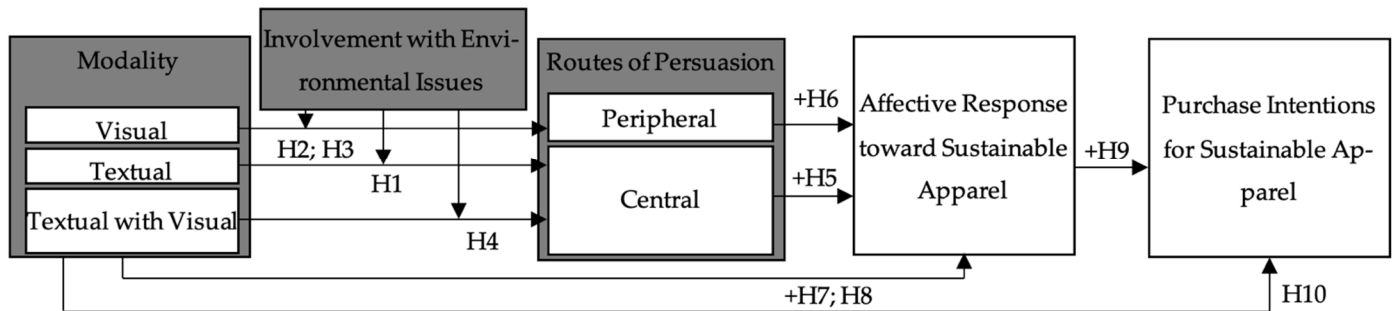 Modality
Visual
Textual
Textual with Visual
Involvement with Envi-
ronmental Issues
H2; H3
H1
H4
Routes of Persuasion
Peripheral
Central
+H6
+H5
Affective Response
toward Sustainable
Apparel
+H9
Purchase Intentions
for Sustainable Ap-
parel
+H7; H8
H10